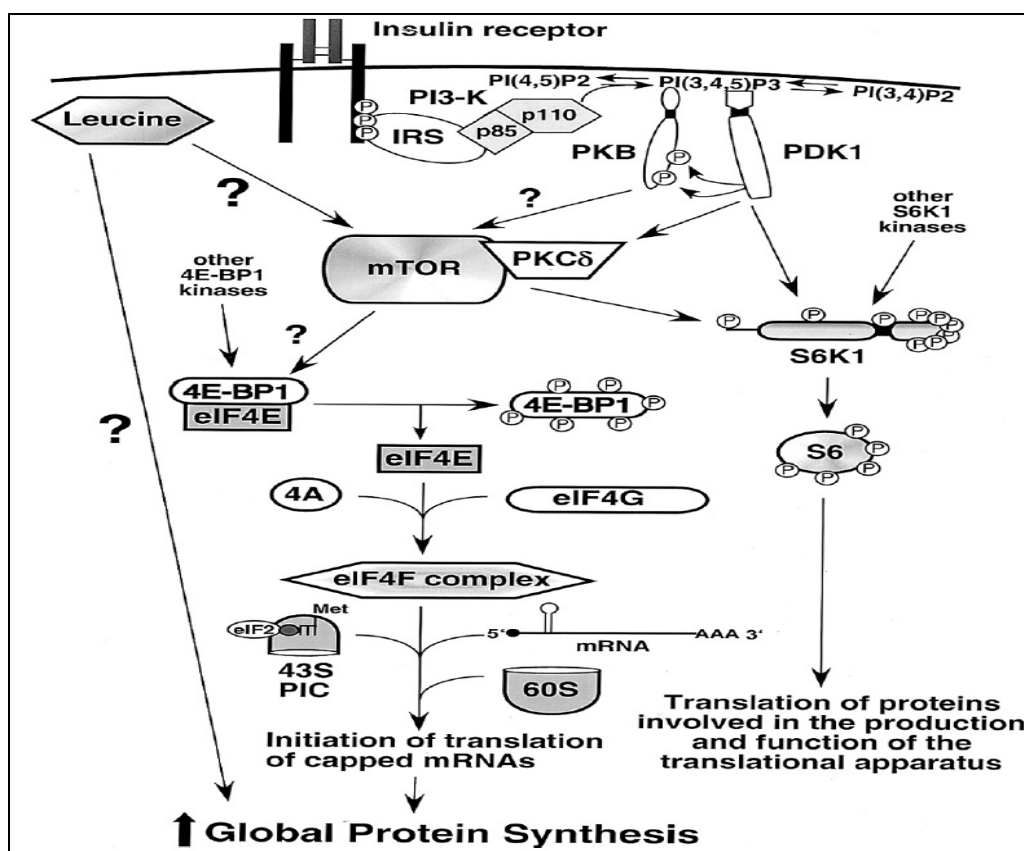 Insulin receptor
PI(4,5)P2
PI(3,4,5)P3
PI(3,4)P2
Leucine
PI3-K
p110
p85
P
P
P
IRS
PKB
P
P
PDK1
?
?
other
S6K1
kinases
mTOR
PKCδ
other
4E-BP1
kinases
?
P
P
P
P
P
P
P
P
P
S6K1
4E-BP1
eIF4E
P
P
P
P
P
P
4E-BP1
?
eIF4E
P
P
P
P
P
S6
4A
eIF4G
eIF4F complex
Met
eIF2
43S
PIC
5'
AAA 3'
mRNA
60S
Initiation of translation
of capped mRNAs
Translation of proteins
involved in the production
and function of the
translational apparatus
Global Protein Synthesis